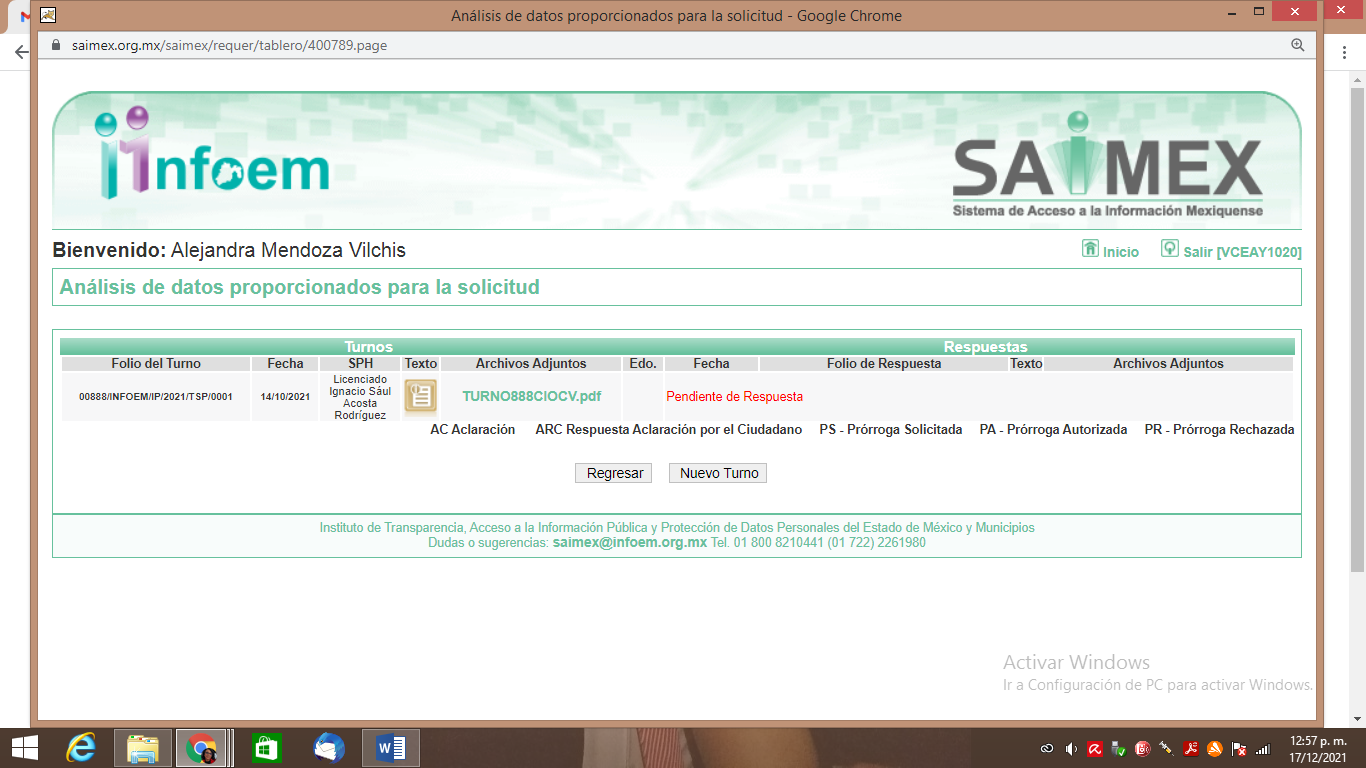 Análisis de datos proporcionados para la solicitud - Google Chrome
saimex.org.mx/saimex/requer/tablero/400789.page
infoem
SAIMEX
Sistema de Acceso a la Información Mexiquense
Bienvenido: Alejandra Mendoza Vilchis
Inicio Salir [VCEAY1020]
Análisis de datos proporcionados para la solicitud
Turnos Respuestas
Folio del Turno Fecha SPH Texto Archivos Adjuntos Edo. Fecha Folio de Respuesta Texto Archivos Adjuntos
00888/INFOEM/IP/2021/TSP/0001 14/10/2021 Licenciado Ignacio Sául Acosta Rodríguez TURNO888CIOCV.pdf Pendiente de Respuesta
AC Aclaración ARC Respuesta Aclaración por el Ciudadano PS - Prórroga Solicitada PA - Prórroga Autorizada PR - Prórroga Rechazada
Regresar Nuevo Turno
Instituto de Transparencia, Acceso a la Información Pública y Protección de Datos Personales del Estado de México y Municipios
Dudas o sugerencias: saimex@infoem.org.mx Tel. 01 800 8210441 (01 722) 2261980
Activar Windows
Ir a Configuración de PC para activar Windows.
12:57 p. m.
17/12/2021